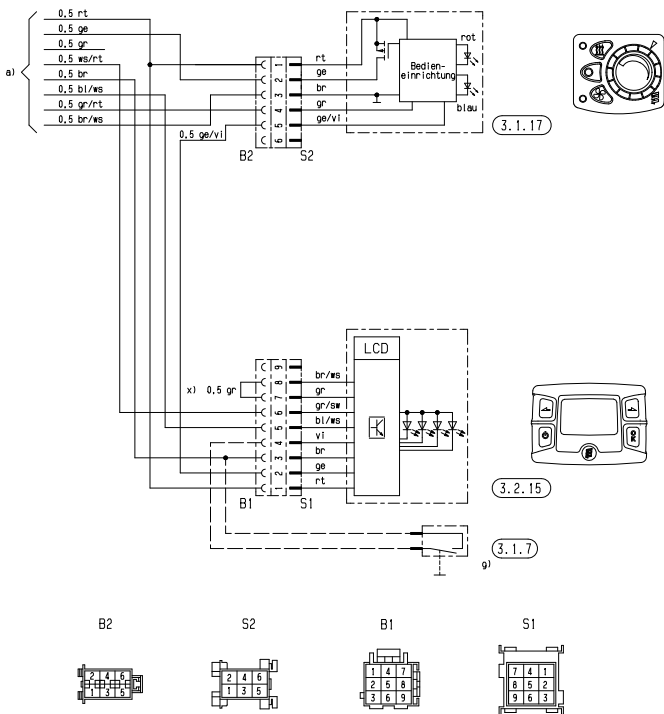 a)
0.5 rt
0.5 ge
0.5 gr
0.5 ws/rt
0.5 br
0.5 bl/ws
0.5 gr/rt
0.5 br/ws
0.5 ge/vi
1
2
3
4
5
6
B2
S2
rt
ge
br
gr
ge/vi
Bedien-
einrichtung
rot
blau
3.1.17
x) 0,5 gr
9
8
7
6
5
4
3
2
1
B1
S1
br/ws
gr
gr/sw
bl/ws
vi
br
ge
rt
LCD
3.2.15
3.1.7
g)
B2
S2
B1
S1
2 4 6
1 3 5
2 4 6
1 3 5
1 4 7
2 5 8
3 6 9
7 4 1
8 5 2
9 6 3